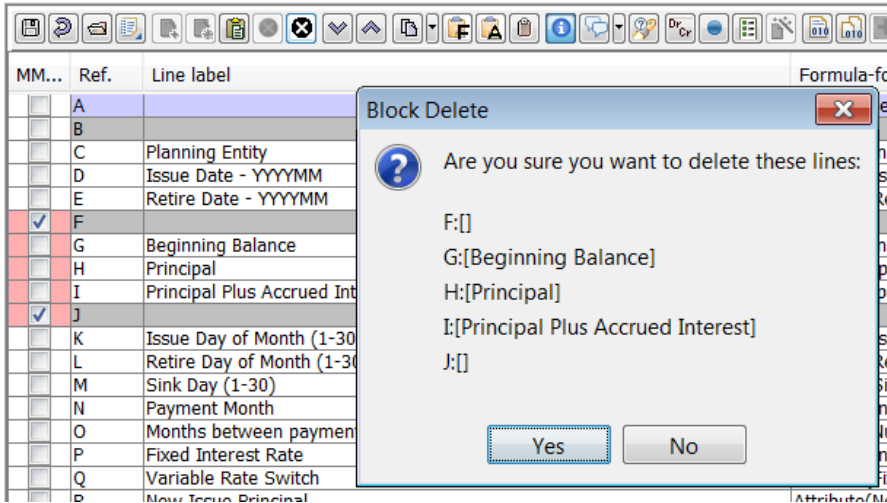 MM... Ref. Line label Formula-fo
A
B
C Planning Entity
D Issue Date - YYYYMM
E Retire Date - YYYYMM
F
G Beginning Balance
H Principal
I Principal Plus Accrued Int
J
K Issue Day of Month (1-30
L Retire Day of Month (1-30
M Sink Day (1-30)
N Payment Month
O Months between paymen
P Fixed Interest Rate
Q Variable Rate Switch
R New Issue Principal Attribute(Ne
Block Delete
Are you sure you want to delete these lines:
F:[]
G:[Beginning Balance]
H:[Principal]
I:[Principal Plus Accrued Interest]
J:[]
Yes No